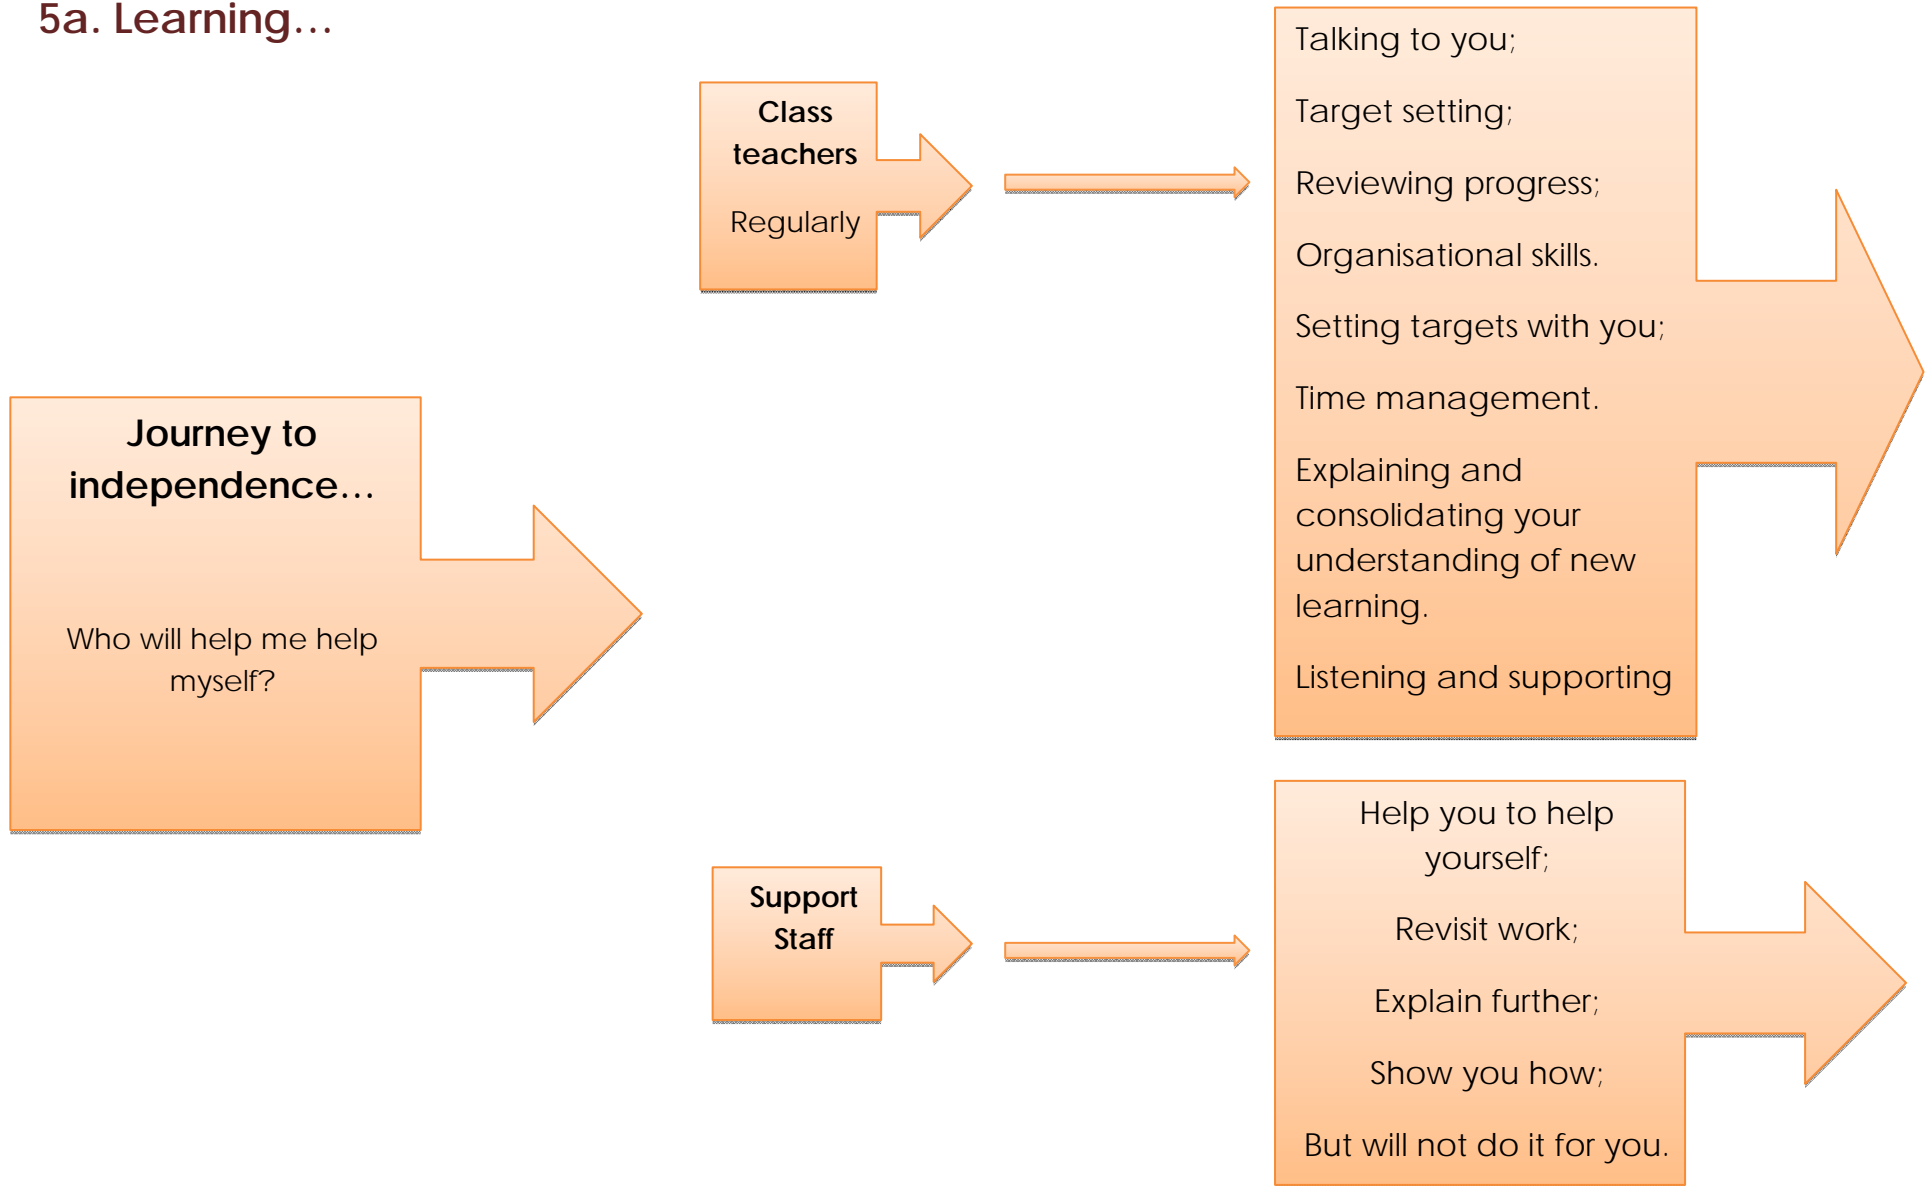 5a. Learning…
Journey to
independence…
Who will help me help
myself?
Class
teachers
Regularly
Talking to you;
Target setting;
Reviewing progress;
Organisational skills.
Setting targets with you;
Time management.
Explaining and
consolidating your
understanding of new
learning.
Listening and supporting
Support
Staff
Help you to help
yourself;
Revisit work;
Explain further;
Show you how;
But will not do it for you.